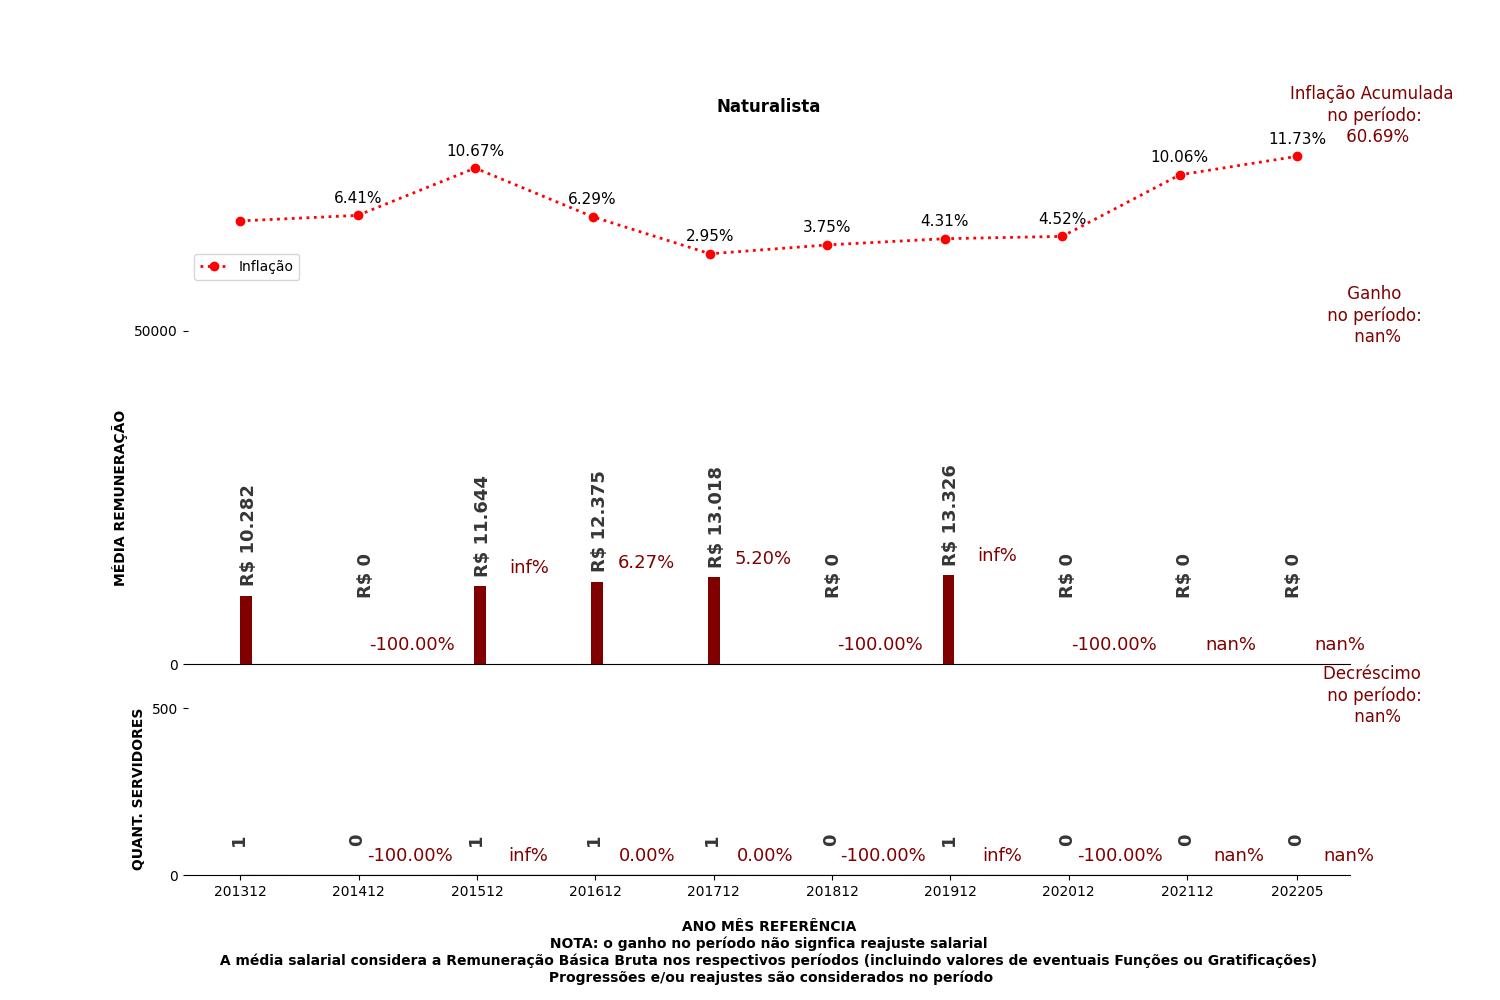 Naturalista
Inflação Acumulada
no período:
60.69%
6.41%
10.67%
6.29%
2.95%
3.75%
4.31%
4.52%
10.06%
11.73%
Inflação
Ganho
no período:
nan%
MÉDIA REMUNERAÇÃO
50000
0
R$ 10.282
R$ 0
R$ 11.644
R$ 12.375
R$ 13.018
R$ 0
R$ 13.326
R$ 0
R$ 0
R$ 0
-100.00%
inf%
6.27%
5.20%
-100.00%
inf%
-100.00%
nan%
nan%
Decréscimo
no período:
nan%
QUANT. SERVIDORES
500
0
1
0
1
1
1
0
1
0
0
0
-100.00%
inf%
0.00%
0.00%
-100.00%
inf%
-100.00%
nan%
nan%
201312
201412
201512
201612
201712
201812
201912
202012
202112
202205
ANO MÊS REFERÊNCIA
NOTA: o ganho no período não signfica reajuste salarial
A média salarial considera a Remuneração Básica Bruta nos respectivos períodos (incluindo valores de eventuais Funções ou Gratificações)
Progressões e/ou reajustes são considerados no período